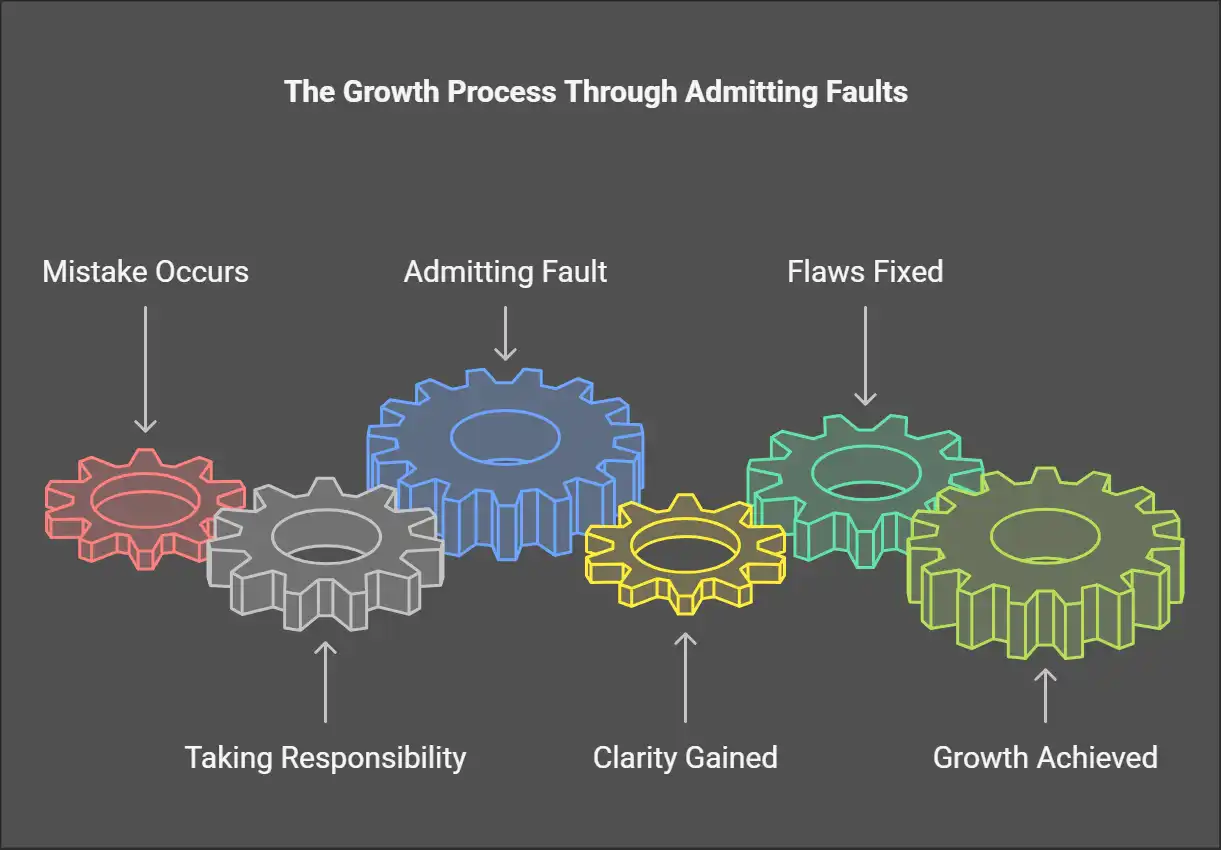 The Growth Process Through Admitting Faults
Mistake Occurs
Admitting Fault
Flaws Fixed
Taking Responsibility
Clarity Gained
Growth Achieved